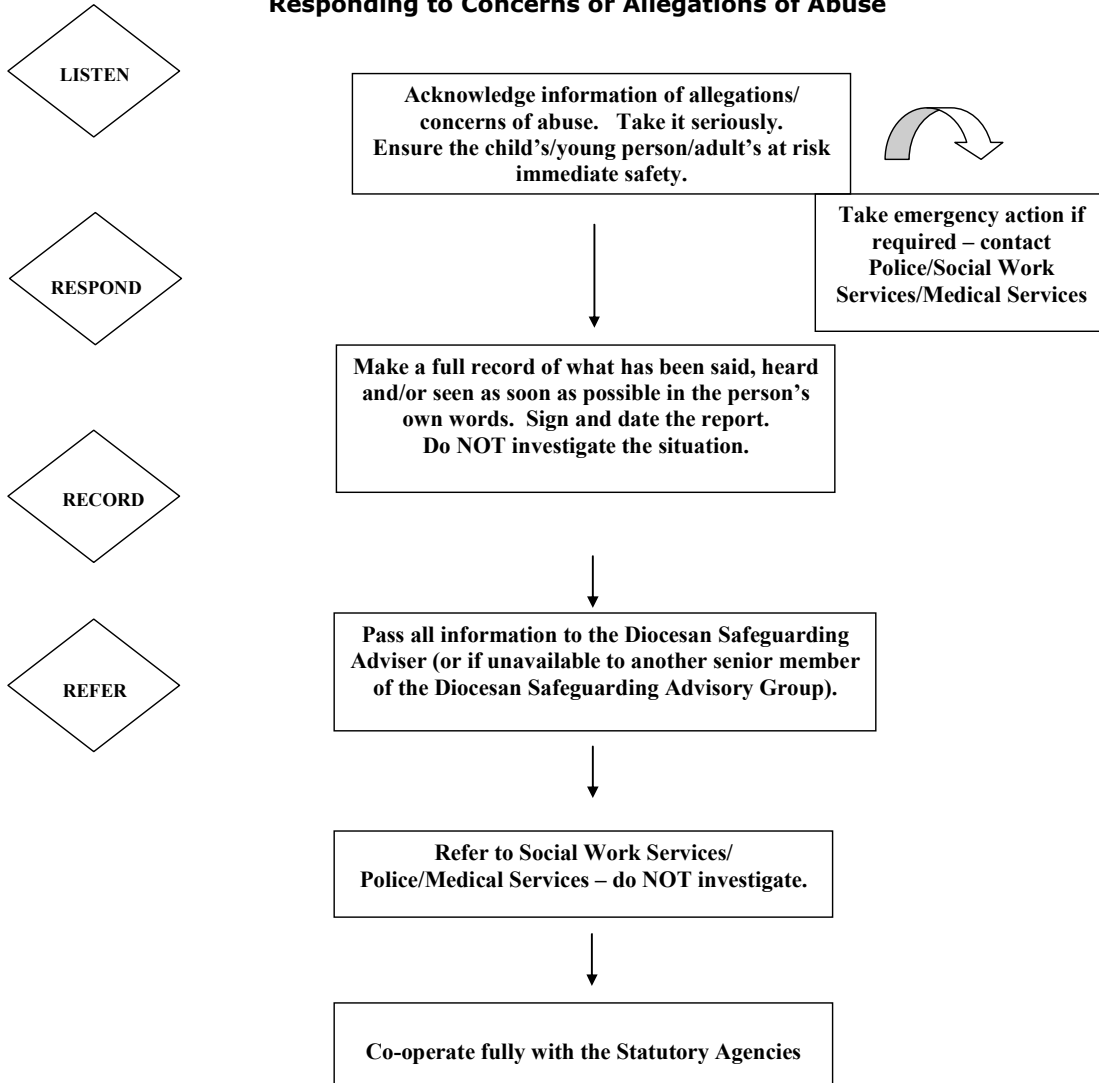 Responding to Concerns or Allegations of Abuse
LISTEN
Acknowledge information of allegations/
concerns of abuse. Take it seriously.
Ensure the child's/young person/adult's at risk
immediate safety.
Take emergency action if
required – contact
Police/Social Work
Services/Medical Services
RESPOND
Make a full record of what has been said, heard
and/or seen as soon as possible in the person's
own words. Sign and date the report.
Do NOT investigate the situation.
RECORD
Pass all information to the Diocesan Safeguarding
Adviser (or if unavailable to another senior member
of the Diocesan Safeguarding Advisory Group).
REFER
Refer to Social Work Services/
Police/Medical Services – do NOT investigate.
Co-operate fully with the Statutory Agencies